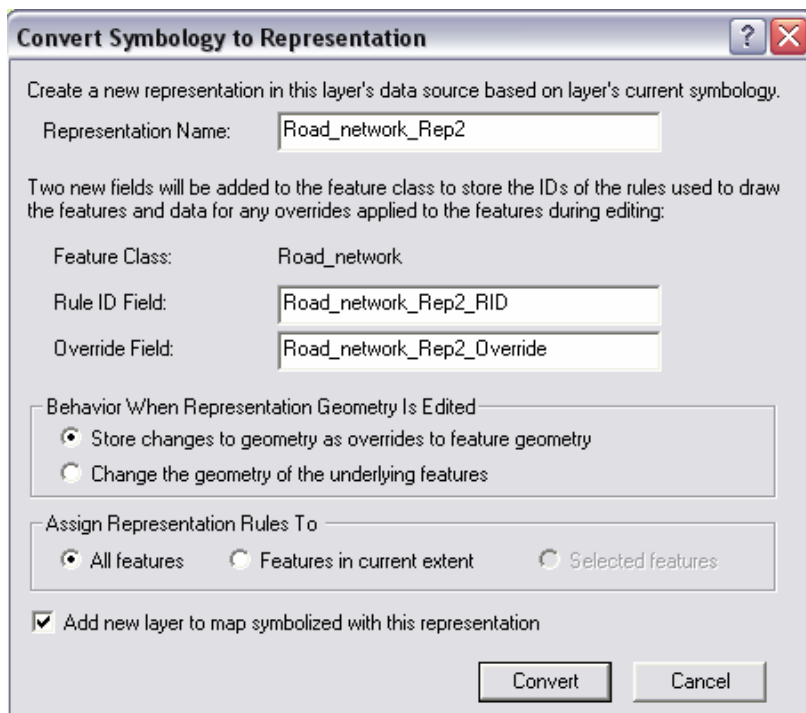 Convert Symbology to Representation
Create a new representation in this layer's data source based on layer's current symbology.
Representation Name: Road_network_Rep2
Two new fields will be added to the feature class to store the IDs of the rules used to draw
the features and data for any overrides applied to the features during editing:
Feature Class: Road_network
Rule ID Field: Road_network_Rep2_RID
Override Field: Road_network_Rep2_Override
Behavior When Representation Geometry Is Edited
Store changes to geometry as overrides to feature geometry
Change the geometry of the underlying features
Assign Representation Rules To
All features Features in current extent Selected features
Add new layer to map symbolized with this representation
Convert Cancel